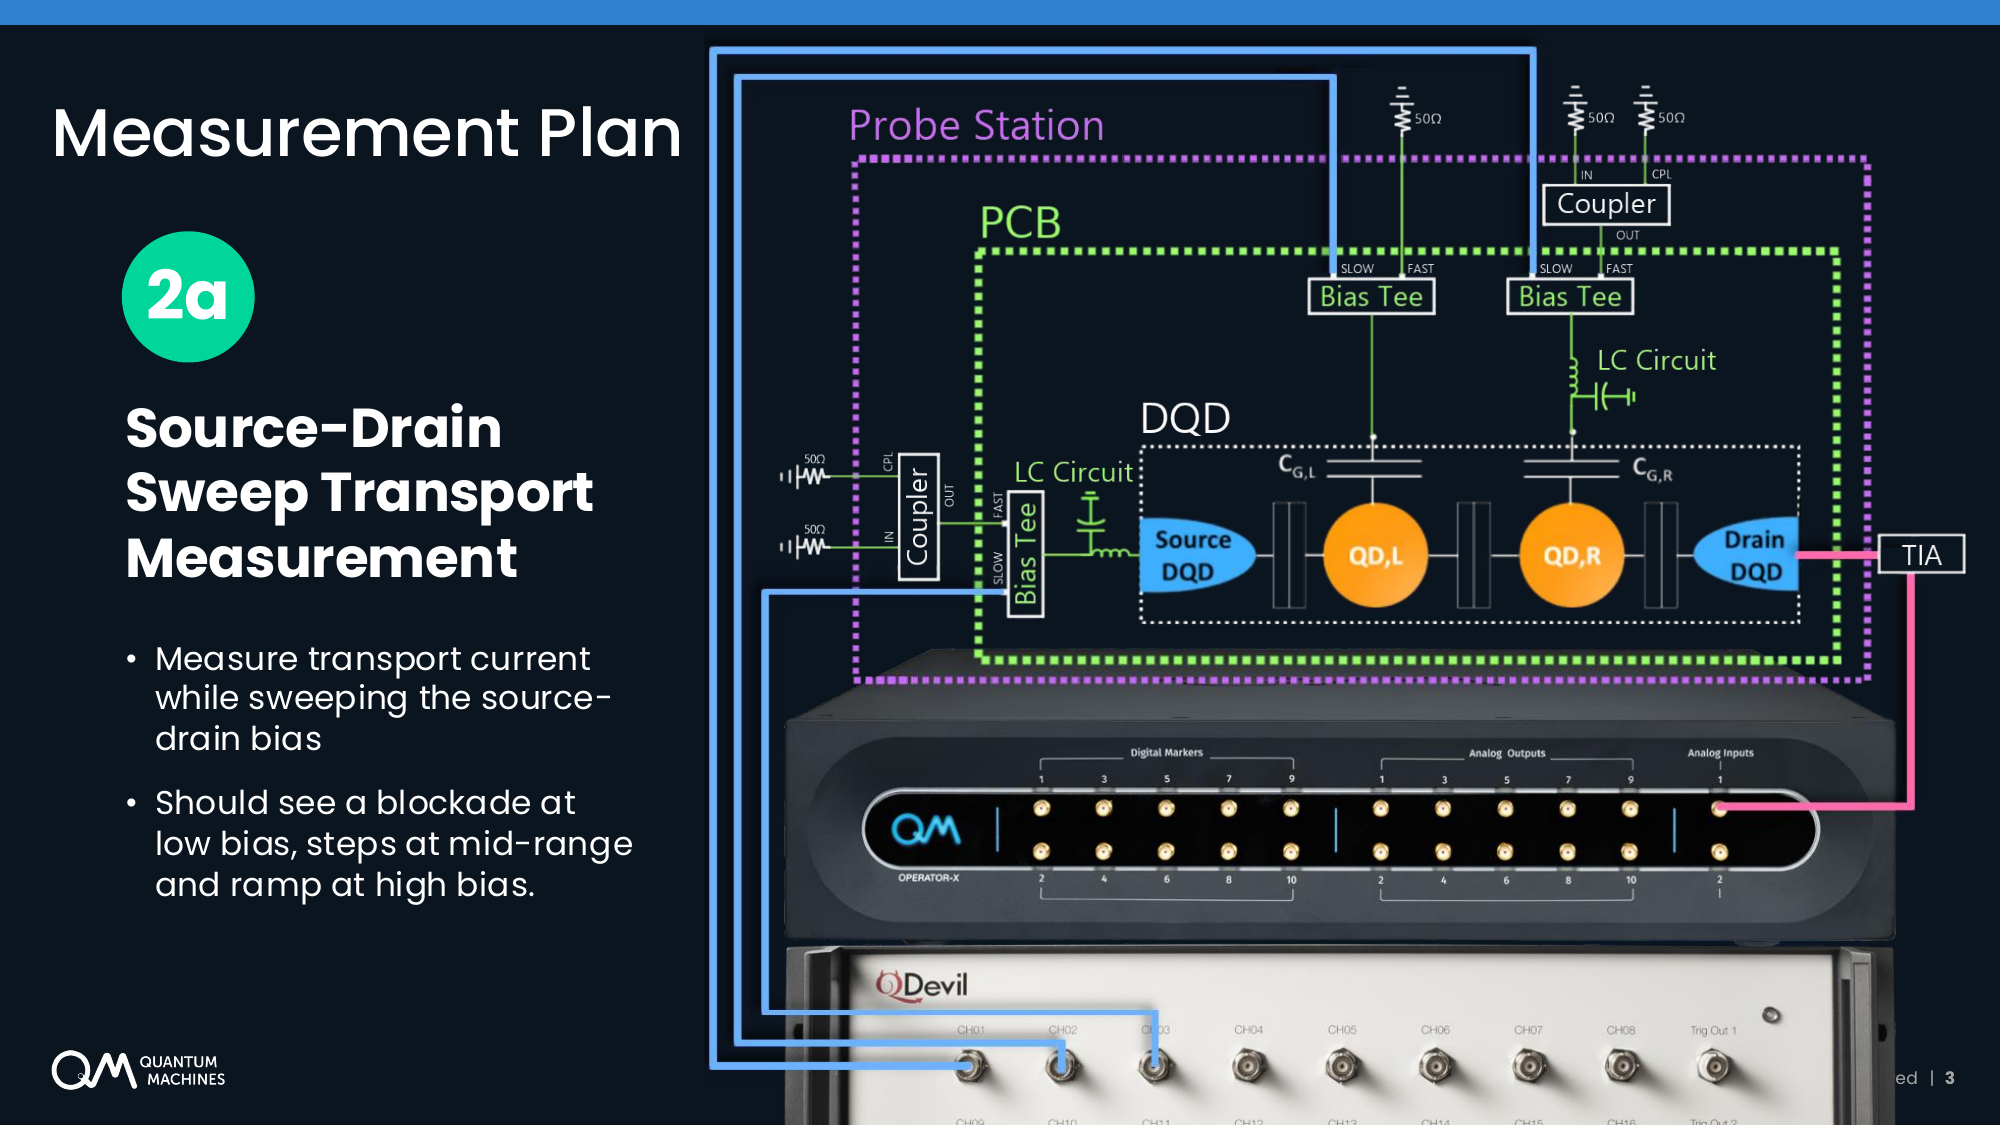 Measurement Plan
2a
Source-Drain
Sweep Transport
Measurement
• Measure transport current
while sweeping the source-
drain bias
• Should see a blockade at
low bias, steps at mid-range
and ramp at high bias.
QM QUANTUM
MACHINES
Probe Station
50Ω
50Ω
50Ω
IN
CPL
Coupler
OUT
PCB
SLOW
FAST
SLOW
FAST
Bias Tee
Bias Tee
LC Circuit
DQD
C G,L
C G,R
50Ω
CPL
50Ω
IN
Coupler
OUT
LC Circuit
FAST
SLOW
Bias Tee
Source
DQD
QD,L
QD,R
Drain
DQD
TIA
Digital Markers
Analog Outputs
Analog Inputs
1 3 5 7 9 1 3 5 7 9 1
QM
OPERATOR-X
2 4 6 8 10 2 4 6 8 10 2
QDevil
CH01 CH02 CH03 CH04 CH05 CH06 CH07 CH08 Trig Out 1
CH09 CH10 CH11 CH12 CH13 CH14 CH15 CH16 Trig Out 2
ed | 3